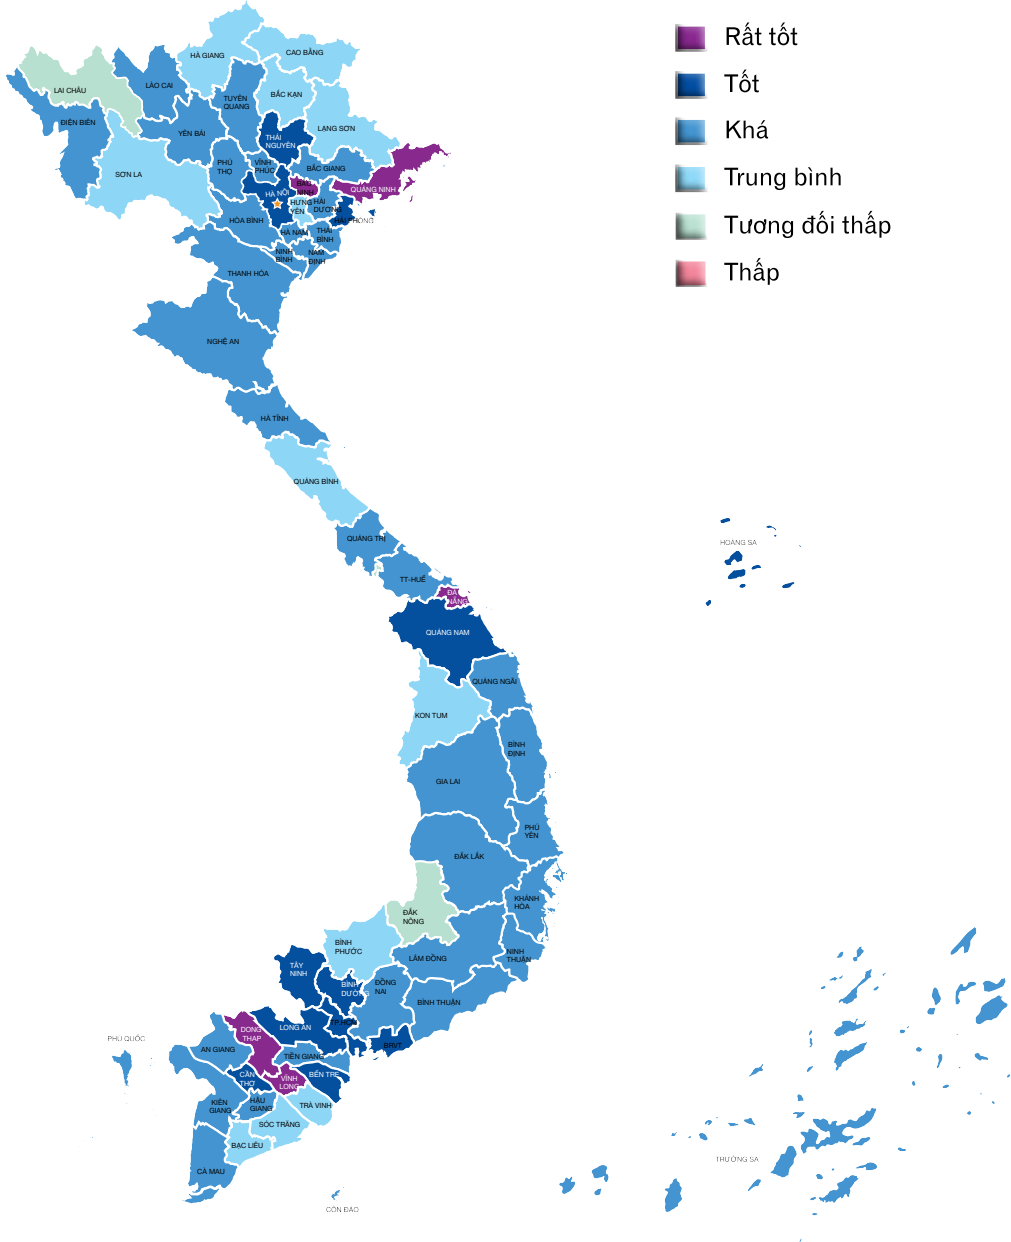 Rất tốt
Tốt
Khá
Trung bình
Tương đối thấp
Thấp
HÀ GIANG
CAO BẰNG
LAI CHÂU
LÀO CAI
BẮC KẠN
TUYÊN
QUANG
ĐIỆN BIÊN
YÊN BÁI
LẠNG SƠN
THÁI
NGUYÊN
SƠN LA
PHÚ
THỌ
VĨNH
PHÚC
BẮC GIANG
BẮC
NINH
QUẢNG NINH
HÀ NỘI
HƯNG
YÊN
HẢI
DƯƠNG
HẢI PHÒNG
HÒA BÌNH
HÀ NAM
THÁI
BÌNH
NINH
BÌNH
NAM
ĐỊNH
THANH HÓA
NGHỆ AN
HÀ TĨNH
QUẢNG BÌNH
QUẢNG TRỊ
HOÀNG SA
TT-HUẾ
ĐÀ
NẴNG
QUẢNG NAM
QUẢNG NGÃI
KON TUM
BÌNH
ĐỊNH
GIA LAI
PHÚ
YÊN
ĐẮK LẮK
KHÁNH
HÒA
ĐẮK
NÔNG
BÌNH
PHƯỚC
LÂM ĐỒNG
NINH
THUẬN
TÂY
NINH
BÌNH
DƯƠNG
ĐỒNG
NAI
BÌNH THUẬN
TP.HCM
LONG AN
DONG
THAP
PHÚ QUỐC
BRVT
AN GIANG
TIỀN GIANG
CẦN
THƠ
VĨNH
LONG
BẾN TRE
KIÊN
GIANG
HẬU
GIANG
TRÀ VINH
SÓC TRĂNG
BẠC LIÊU
CÀ MAU
TRƯỜNG SA
CÔN ĐẢO